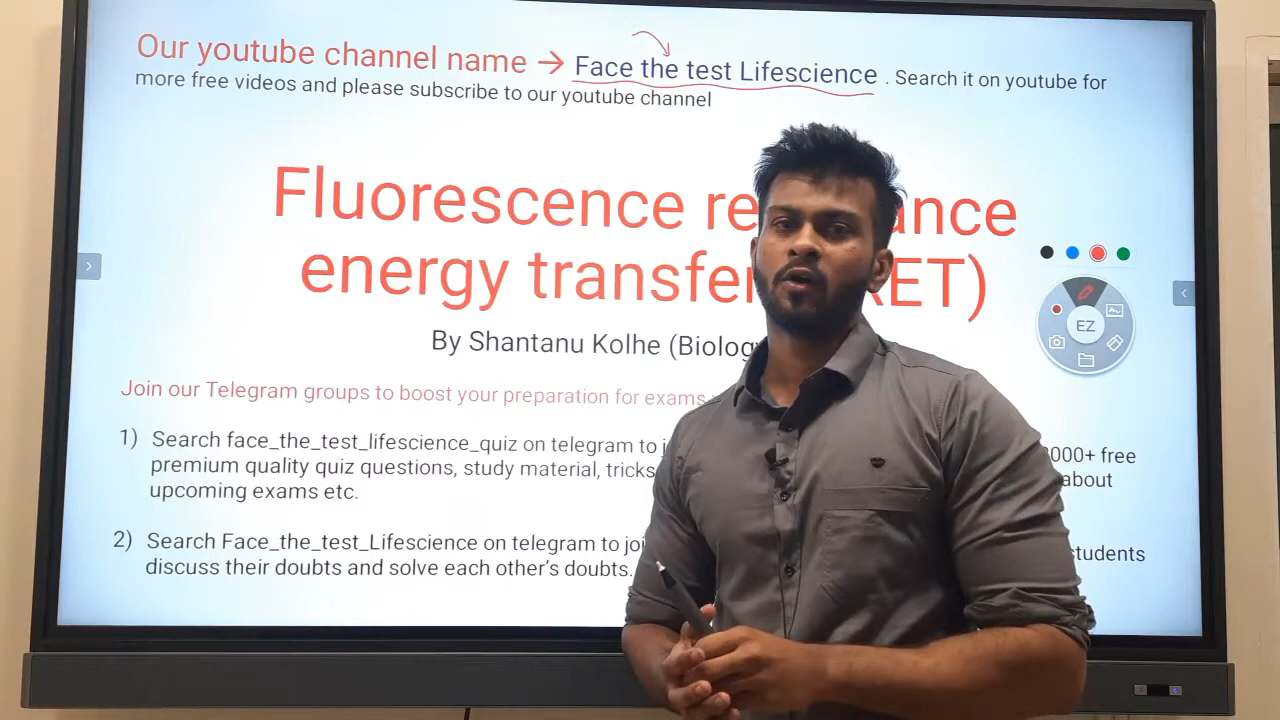 Our youtube channel name → Face the test Lifescience . Search it on youtube for
more free videos and please subscribe to our youtube channel
Fluorescence re ance
energy transfe RET)
By Shantanu Kolhe (Biology
Join our Telegram groups to boost your preparation for exams
1) Search face_the_test_lifescience_quiz on telegram to 000+ free
premium quality quiz questions, study material, tricks about
upcoming exams etc.
2) Search Face_the_test_Lifescience on telegram to students
discuss their doubts and solve each other's doubts.
EZ